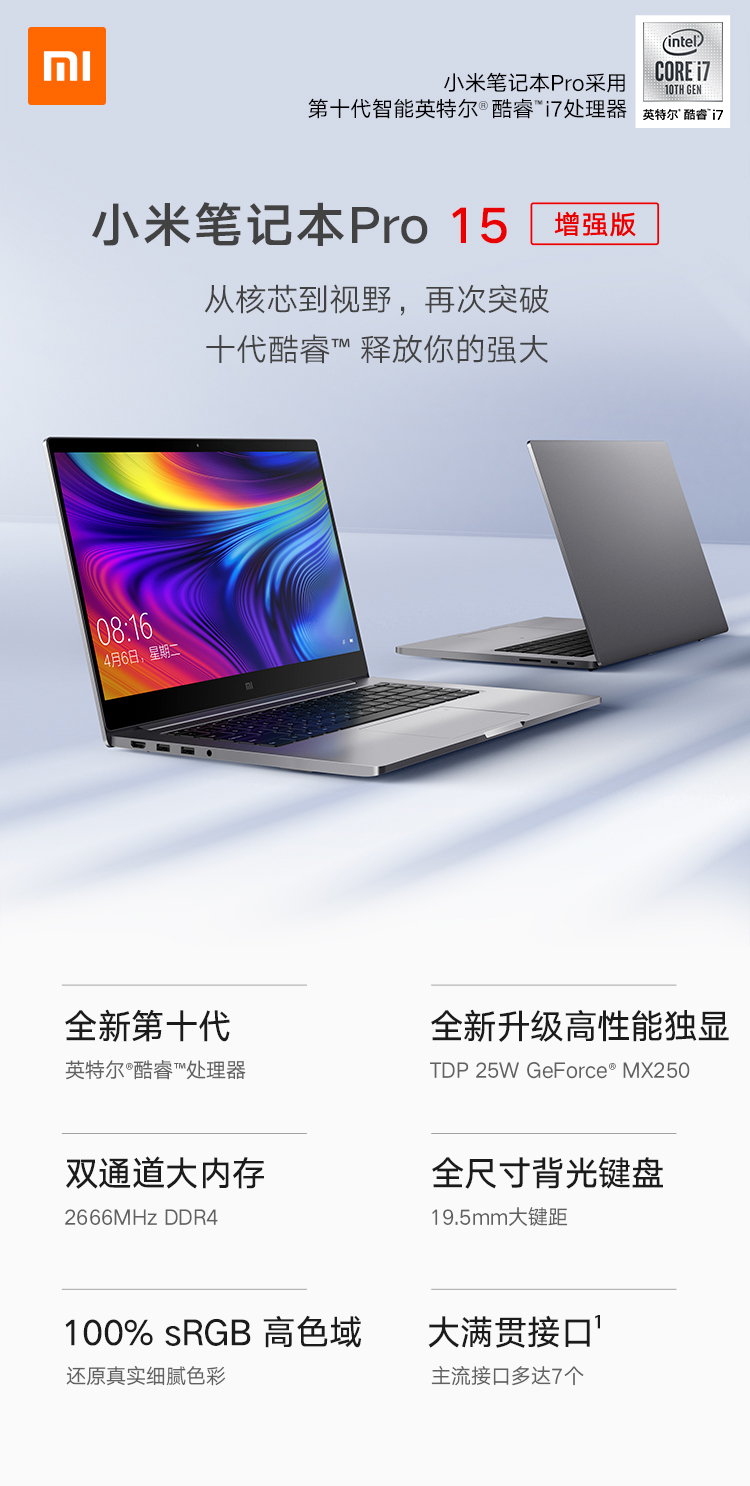 mi
intel
CORE i7
10TH GEN
英特尔® 酷睿™ i7
小米笔记本Pro采用
第十代智能英特尔® 酷睿™ i7处理器
小米笔记本Pro 15 增强版
从核芯到视野，再次突破
十代酷睿™ 释放你的强大
08:16
4月6日，星期二
mi
全新第十代
英特尔®酷睿™处理器
全新升级高性能独显
TDP 25W GeForce® MX250
双通道大内存
2666MHz DDR4
全尺寸背光键盘
19.5mm大键距
100% sRGB 高色域
还原真实细腻色彩
大满贯接口¹
主流接口多达7个